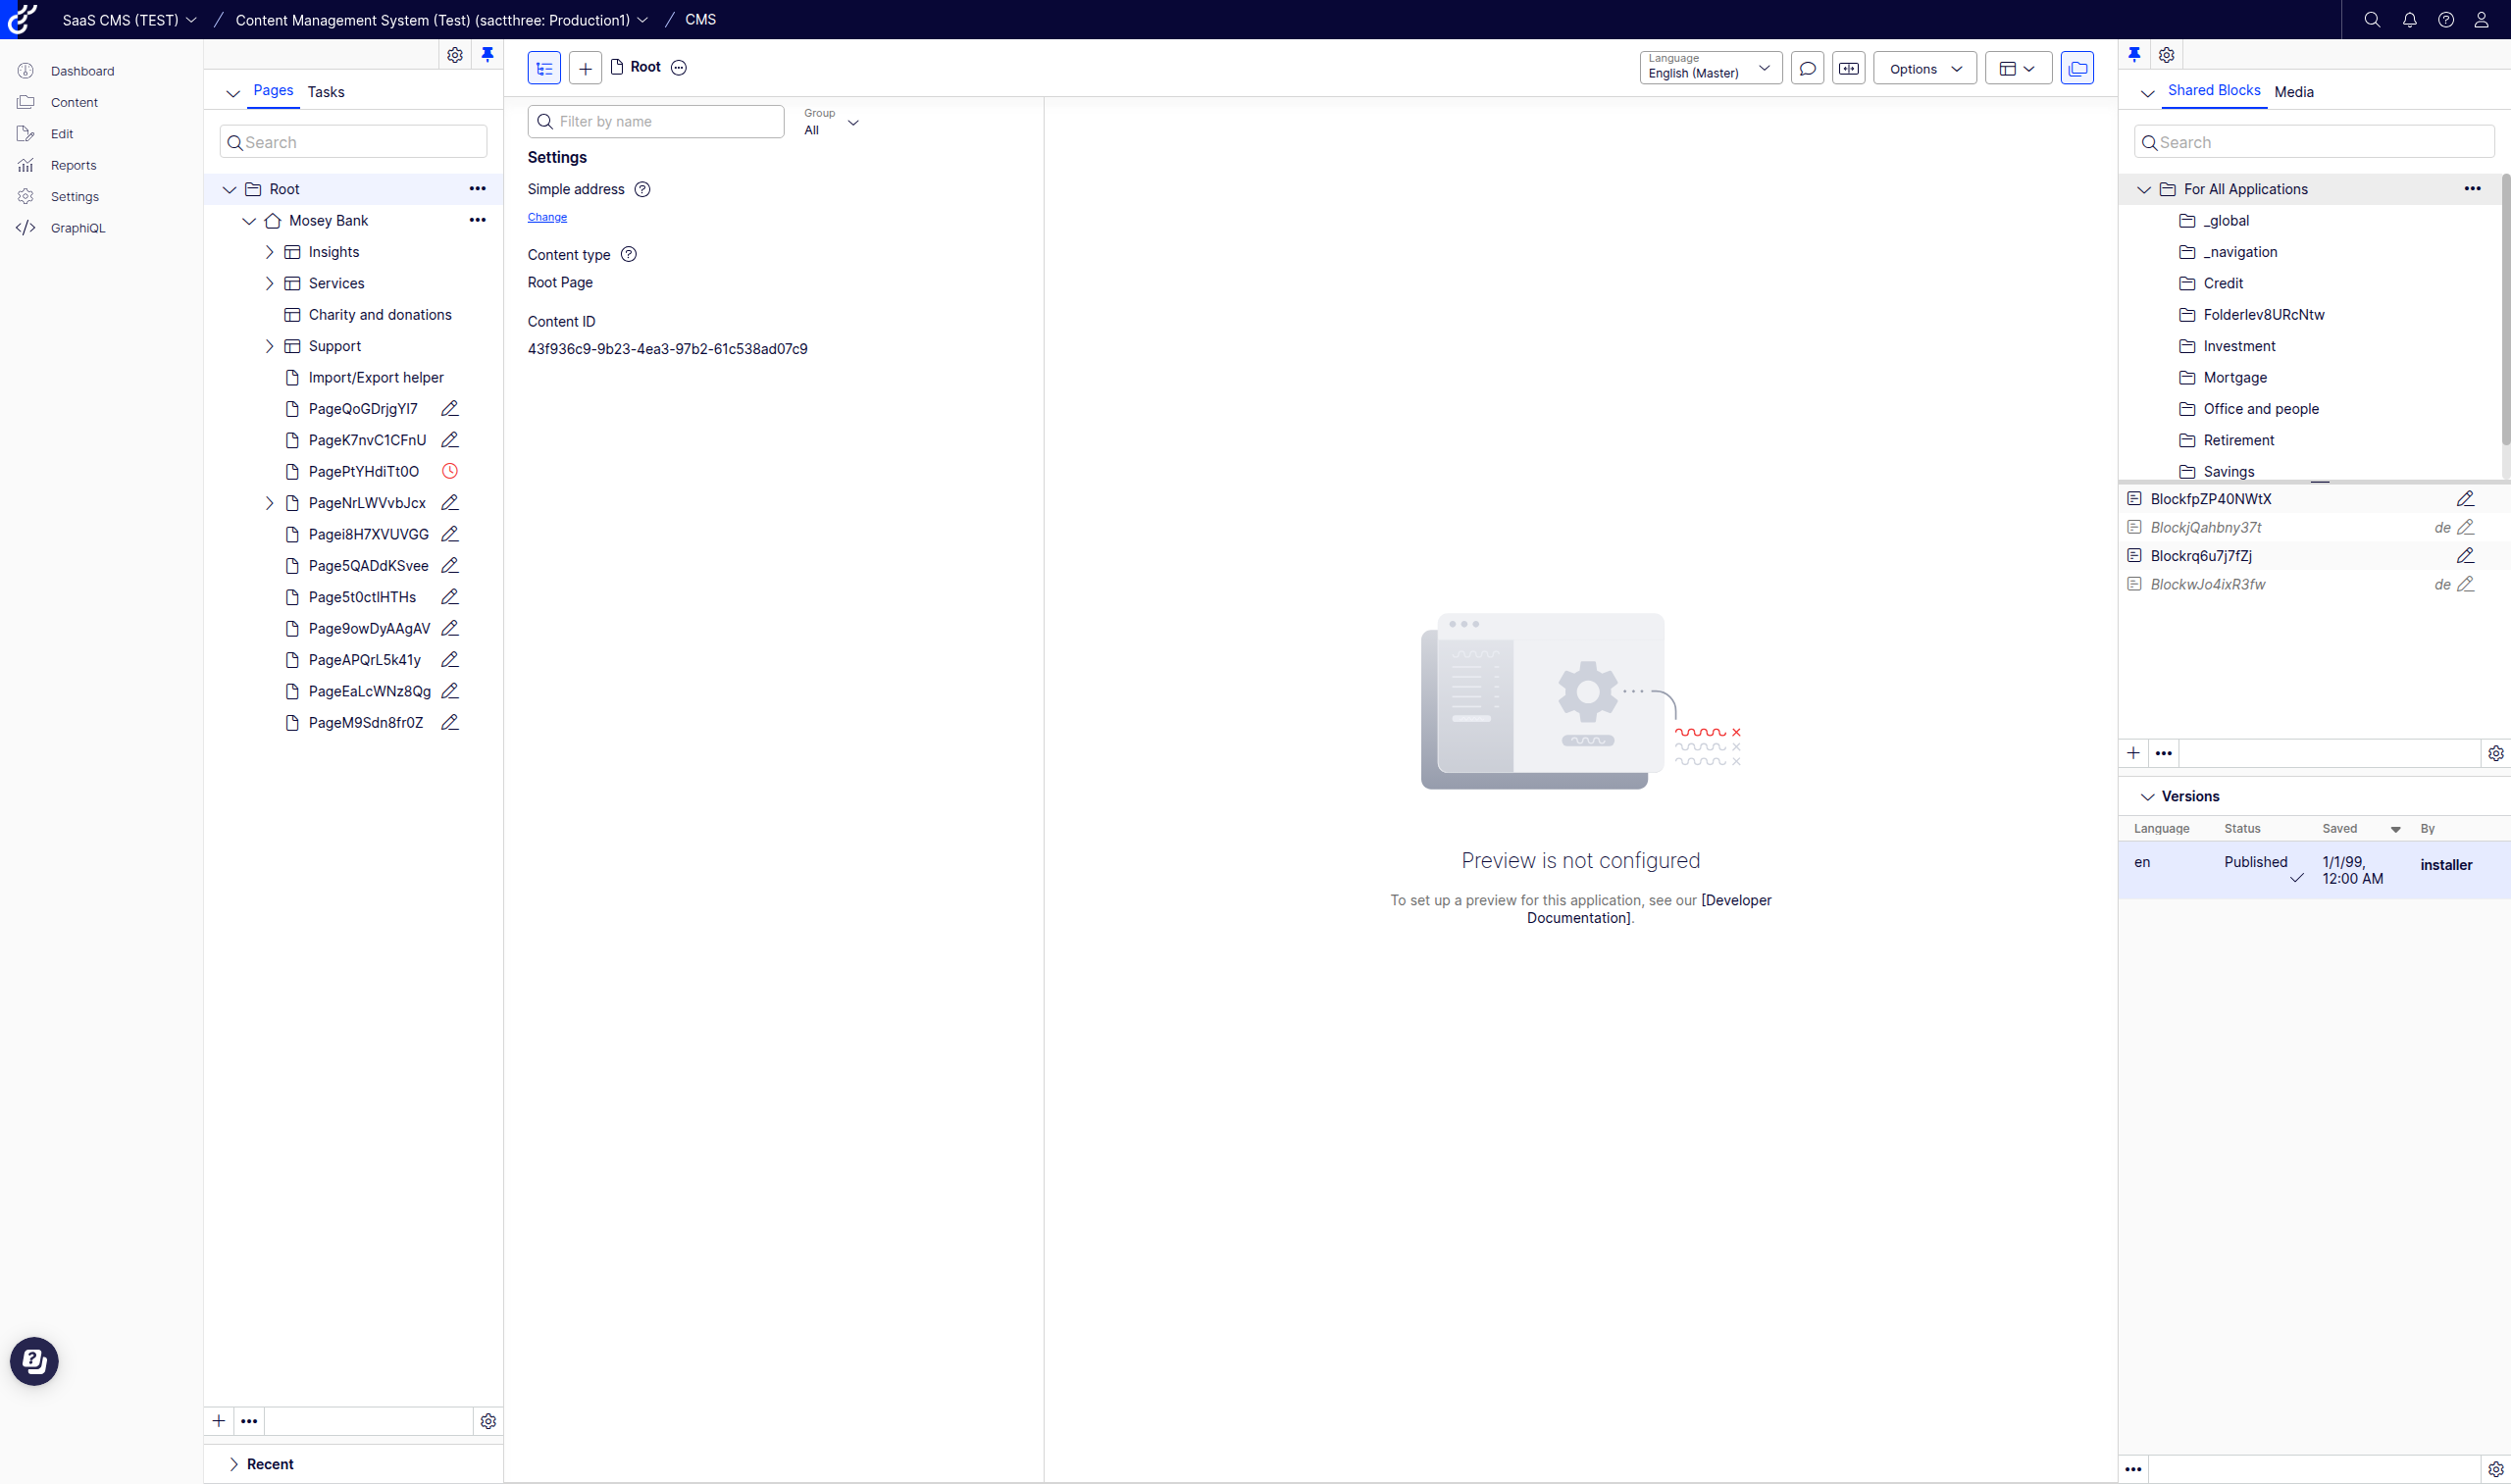 SaaS CMS (TEST) / Content Management System (Test) (sactthree: Production1) / CMS
Dashboard
Content
Edit
Reports
Settings
GraphiQL
Pages Tasks
Search
Root
Mosey Bank
Insights
Services
Charity and donations
Support
Import/Export helper
PageQoGDrjgYI7
PageK7nvC1CFnU
PagePtYHdiTt0O
PageNrLWVvbJcx
Pagei8H7XVUVGG
Page5QADdKSvee
Page5t0ctIHTHs
Page9owDyAAgAV
PageAPQrL5k41y
PageEaLcWNz8Qg
PageM9Sdn8fr0Z
Recent
Root
Language
English (Master)
Options
Filter by name
Group
All
Settings
Simple address
Change
Content type
Root Page
Content ID
43f936c9-9b23-4ea3-97b2-61c538ad07c9
Preview is not configured
To set up a preview for this application, see our [Developer
Documentation].
Shared Blocks Media
Search
For All Applications
_global
_navigation
Credit
FolderIev8URcNtw
Investment
Mortgage
Office and people
Retirement
Savings
BlockfpZP40NWtX
BlockjQahbny37t de
Blockrq6u7j7fZj
BlockwJo4ixR3fw de
Versions
Language Status Saved By
en Published 1/1/99, 12:00 AM installer